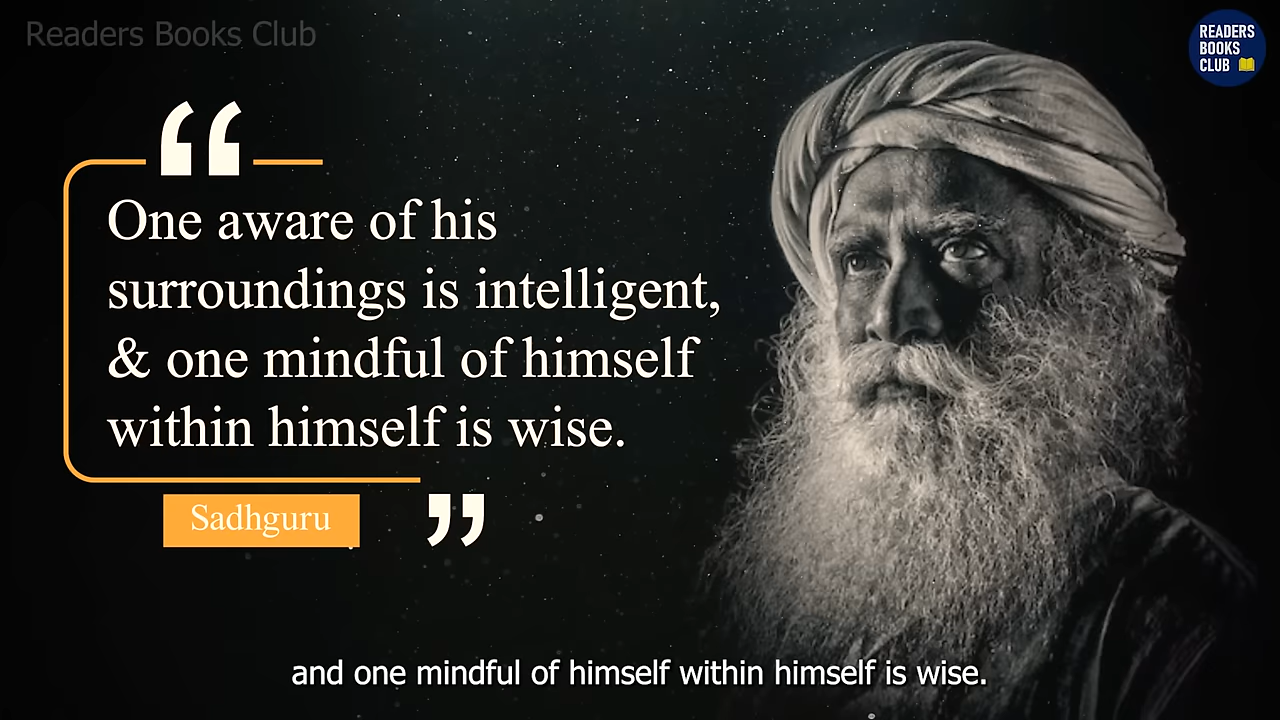 Readers Books Club
READERS
BOOKS
CLUB
“
One aware of his
surroundings is intelligent,
& one mindful of himself
within himself is wise.
Sadhguru
”
and one mindful of himself within himself is wise.